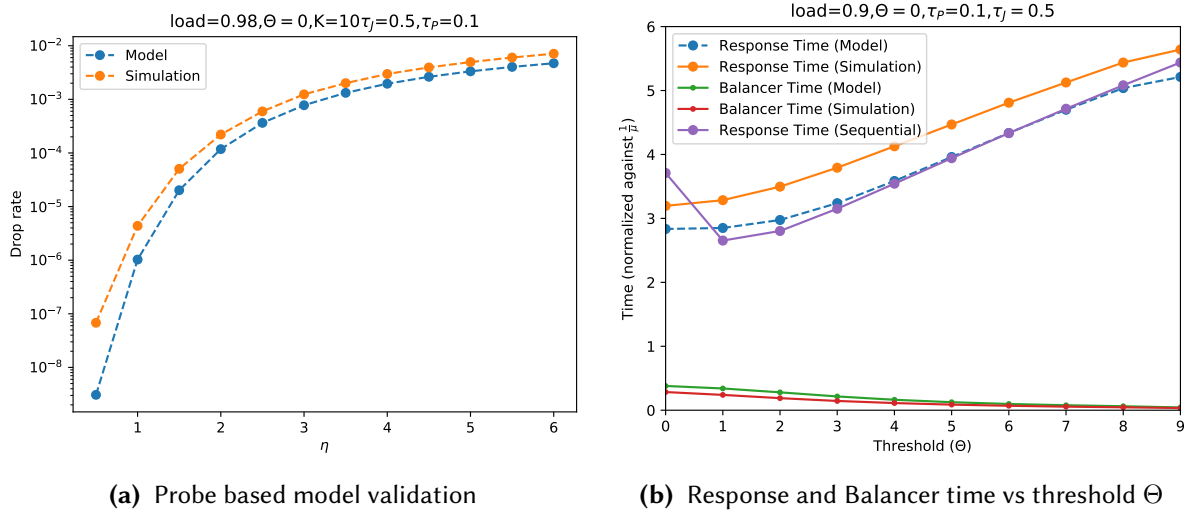 load=0.98,Θ = 0,K=10τ_J=0.5,τ_P=0.1
Drop rate
10⁻²
10⁻³
10⁻⁴
10⁻⁵
10⁻⁶
10⁻⁷
10⁻⁸
Model
Simulation
1 2 3 4 5 6
η
(a) Probe based model validation
load=0.9,Θ = 0,τ_P=0.1,τ_J = 0.5
Time (normalized against 1/μ̄)
6
5
4
3
2
1
0
Response Time (Model)
Response Time (Simulation)
Balancer Time (Model)
Balancer Time (Simulation)
Response Time (Sequential)
0 1 2 3 4 5 6 7 8 9
Threshold (Θ)
(b) Response and Balancer time vs threshold Θ